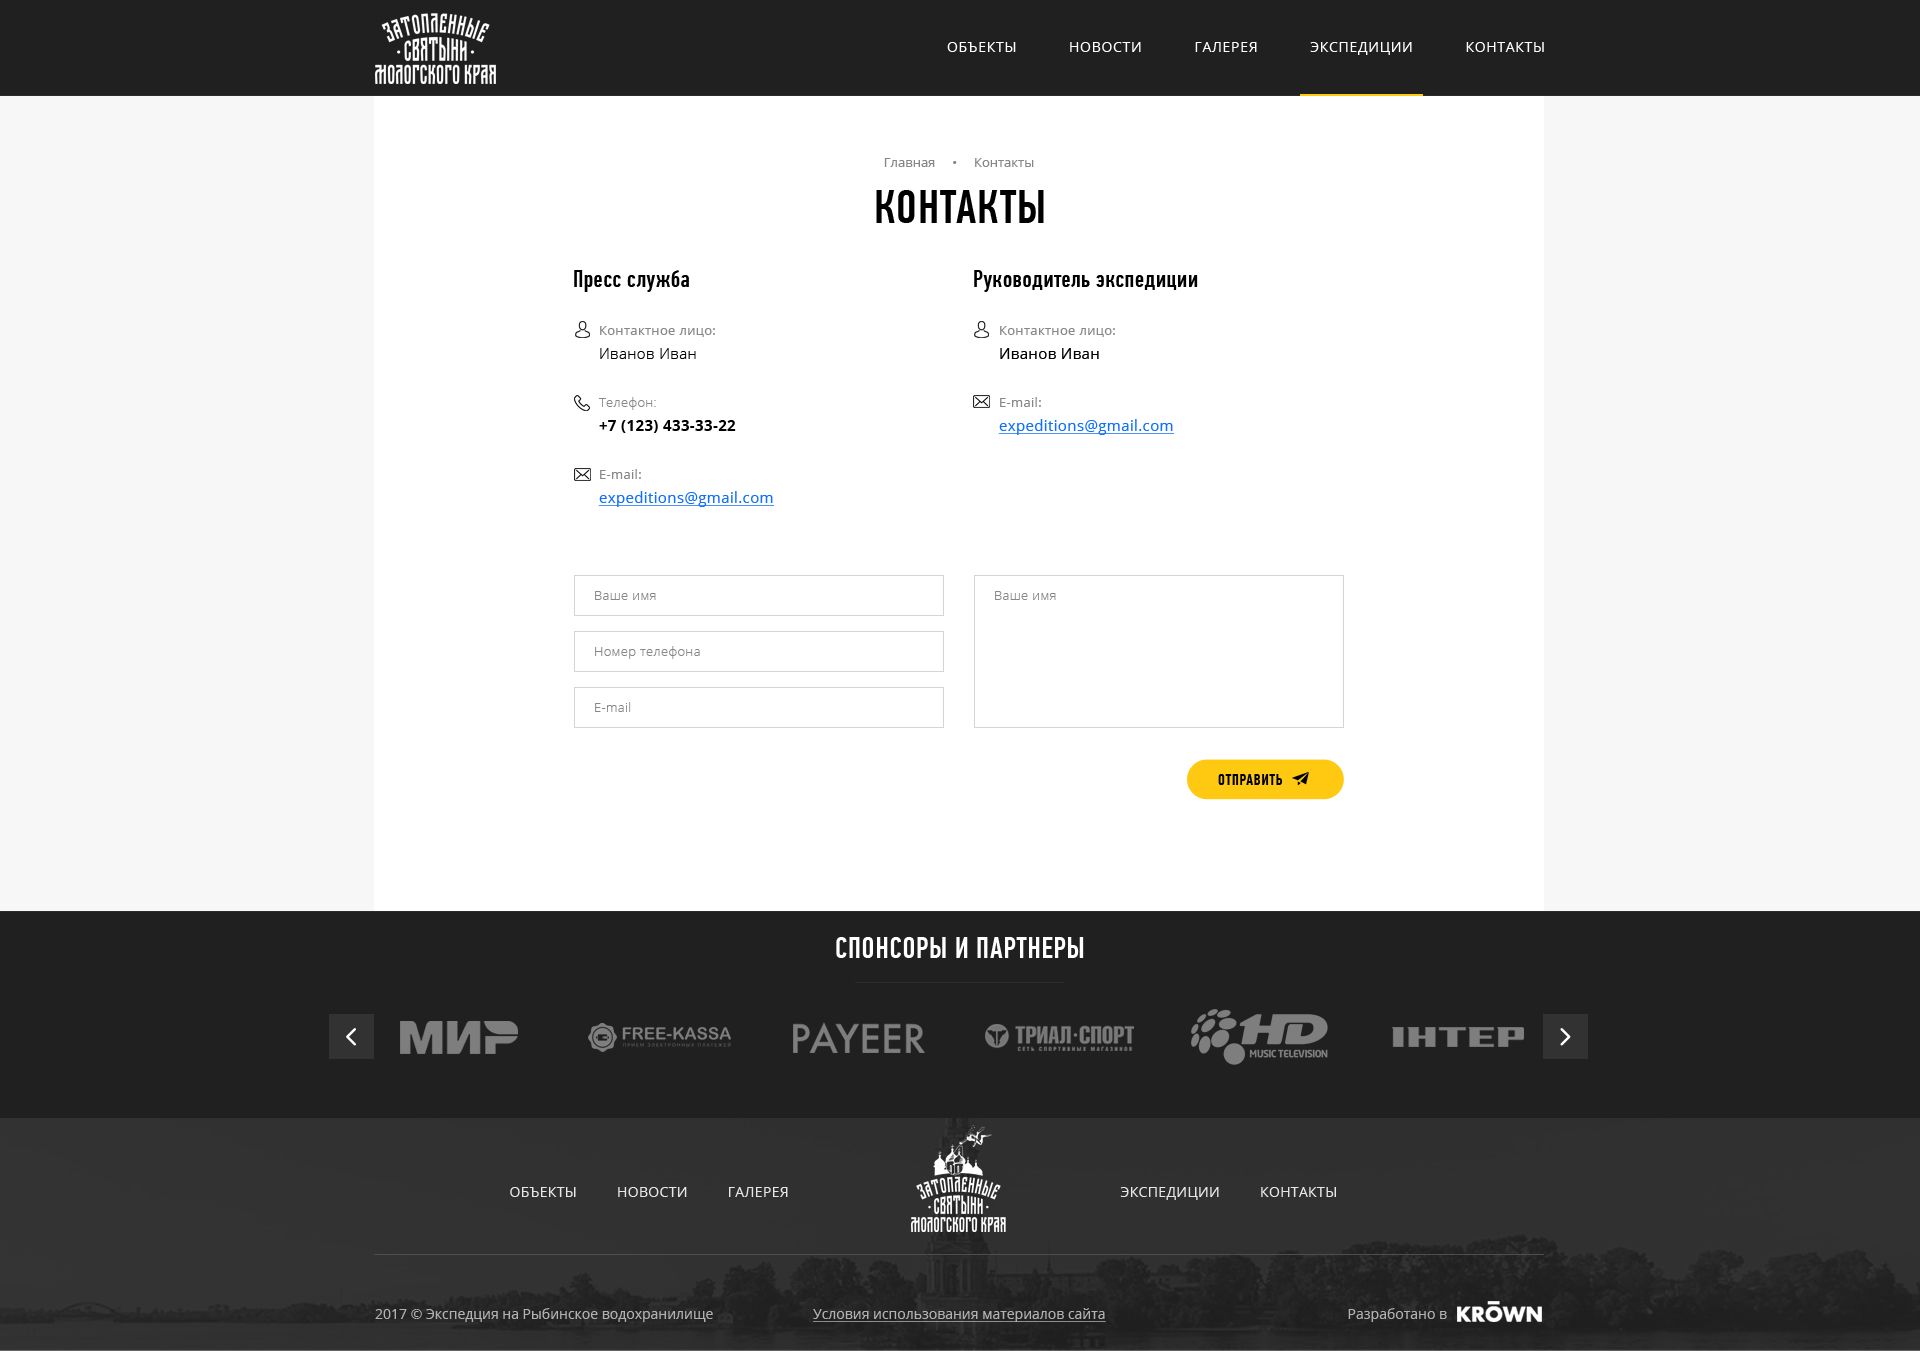 ЗАТОПЛЕННЫЕ
СВЯТЫНИ
МОЛОГСКОГО КРАЯ
ОБЪЕКТЫ НОВОСТИ ГАЛЕРЕЯ ЭКСПЕДИЦИИ КОНТАКТЫ
Главная • Контакты
КОНТАКТЫ
Пресс служба
Контактное лицо:
Иванов Иван
Телефон:
+7 (123) 433-33-22
E-mail:
expeditions@gmail.com
Руководитель экспедиции
Контактное лицо:
Иванов Иван
E-mail:
expeditions@gmail.com
Ваше имя
Номер телефона
E-mail
Ваше имя
ОТПРАВИТЬ
СПОНСОРЫ И ПАРТНЕРЫ
МИР
FREE-KASSA
ПРИЕМ ЭЛЕКТРОННЫХ ПЛАТЕЖЕЙ
PAYEER
ТРИАЛ·СПОРТ
СЕТЬ СПОРТИВНЫХ МАГАЗИНОВ
HD
MUSIC TELEVISION
ІНТЕР
ОБЪЕКТЫ НОВОСТИ ГАЛЕРЕЯ
ЗАТОПЛЕННЫЕ
СВЯТЫНИ
МОЛОГСКОГО КРАЯ
ЭКСПЕДИЦИИ КОНТАКТЫ
2017 © Экспедция на Рыбинское водохранилище
Условия использования материалов сайта
Разработано в KRŌWN